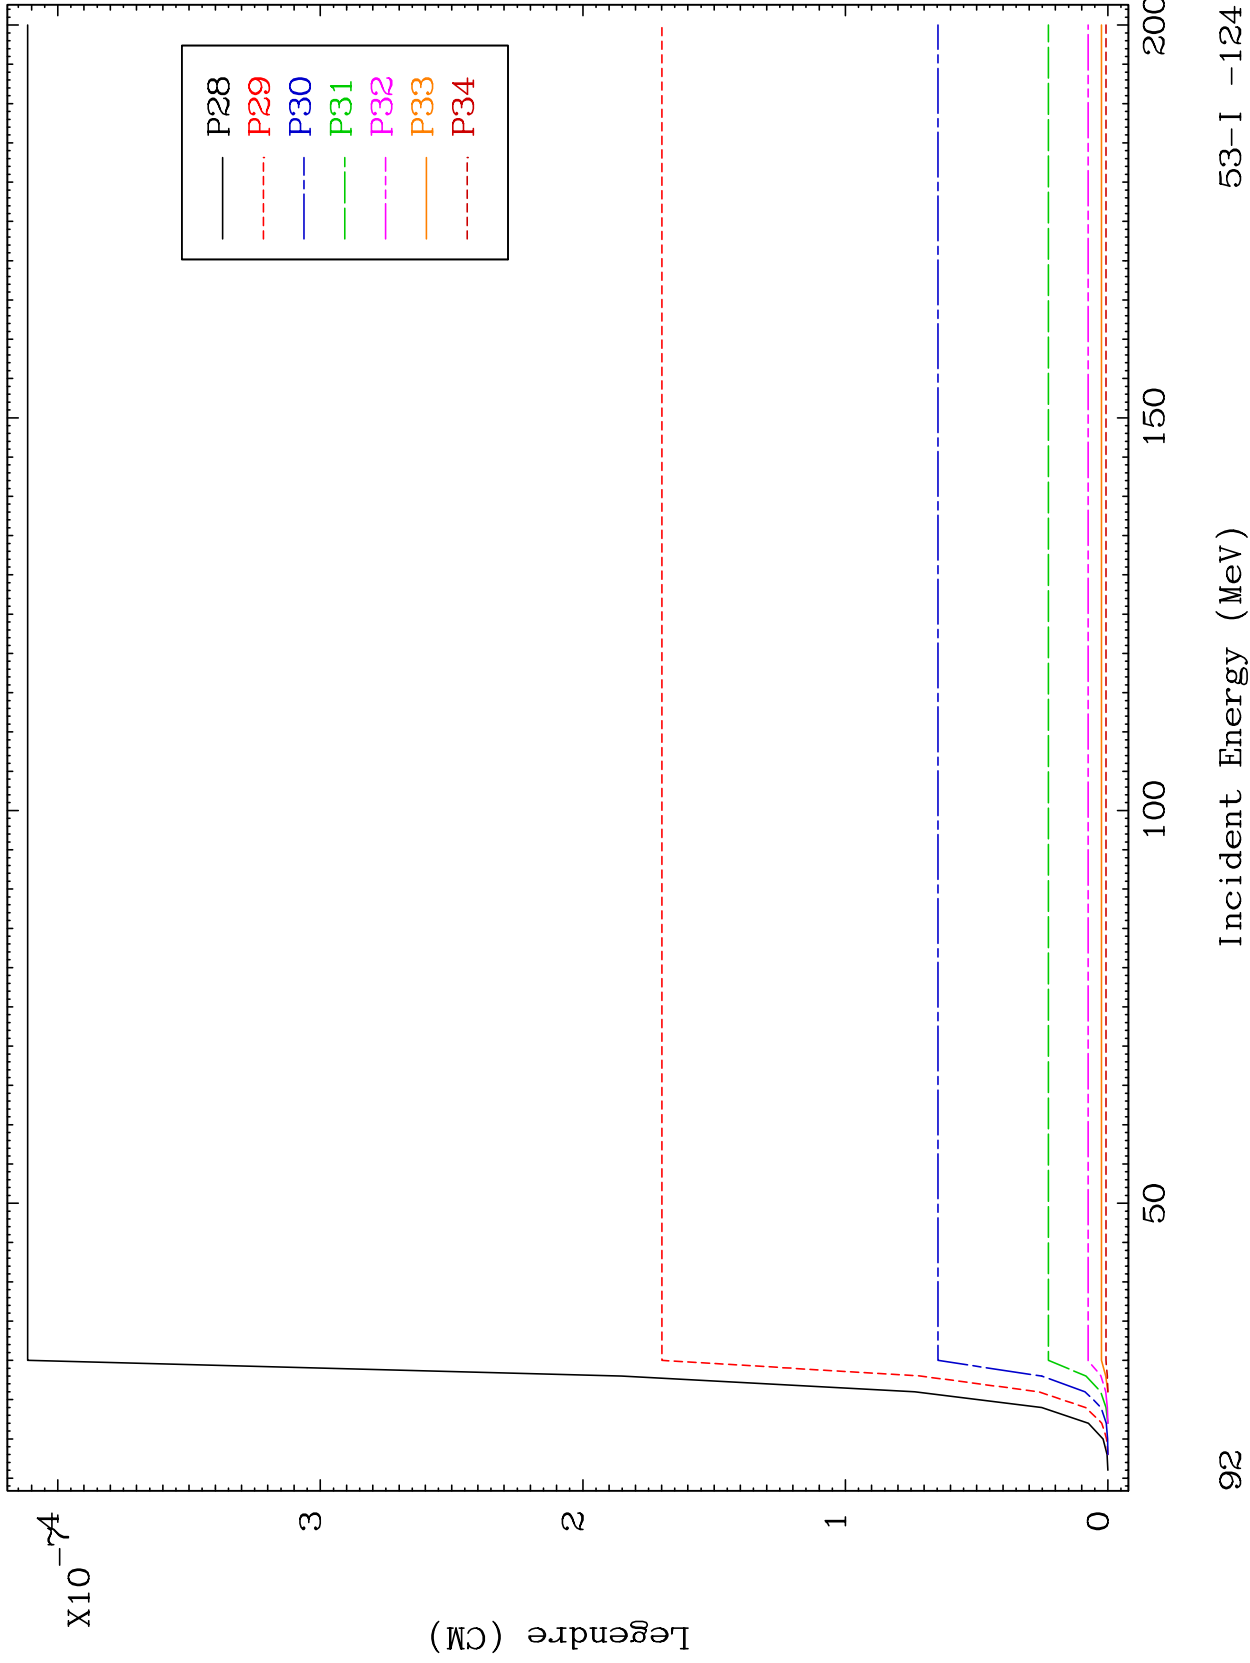 X10-7
4
3
2
1
0
Legendre (CM)
P28
P29
P30
P31
P32
P33
P34
50
100
150
200
Incident Energy (MeV)
92
53-I -124